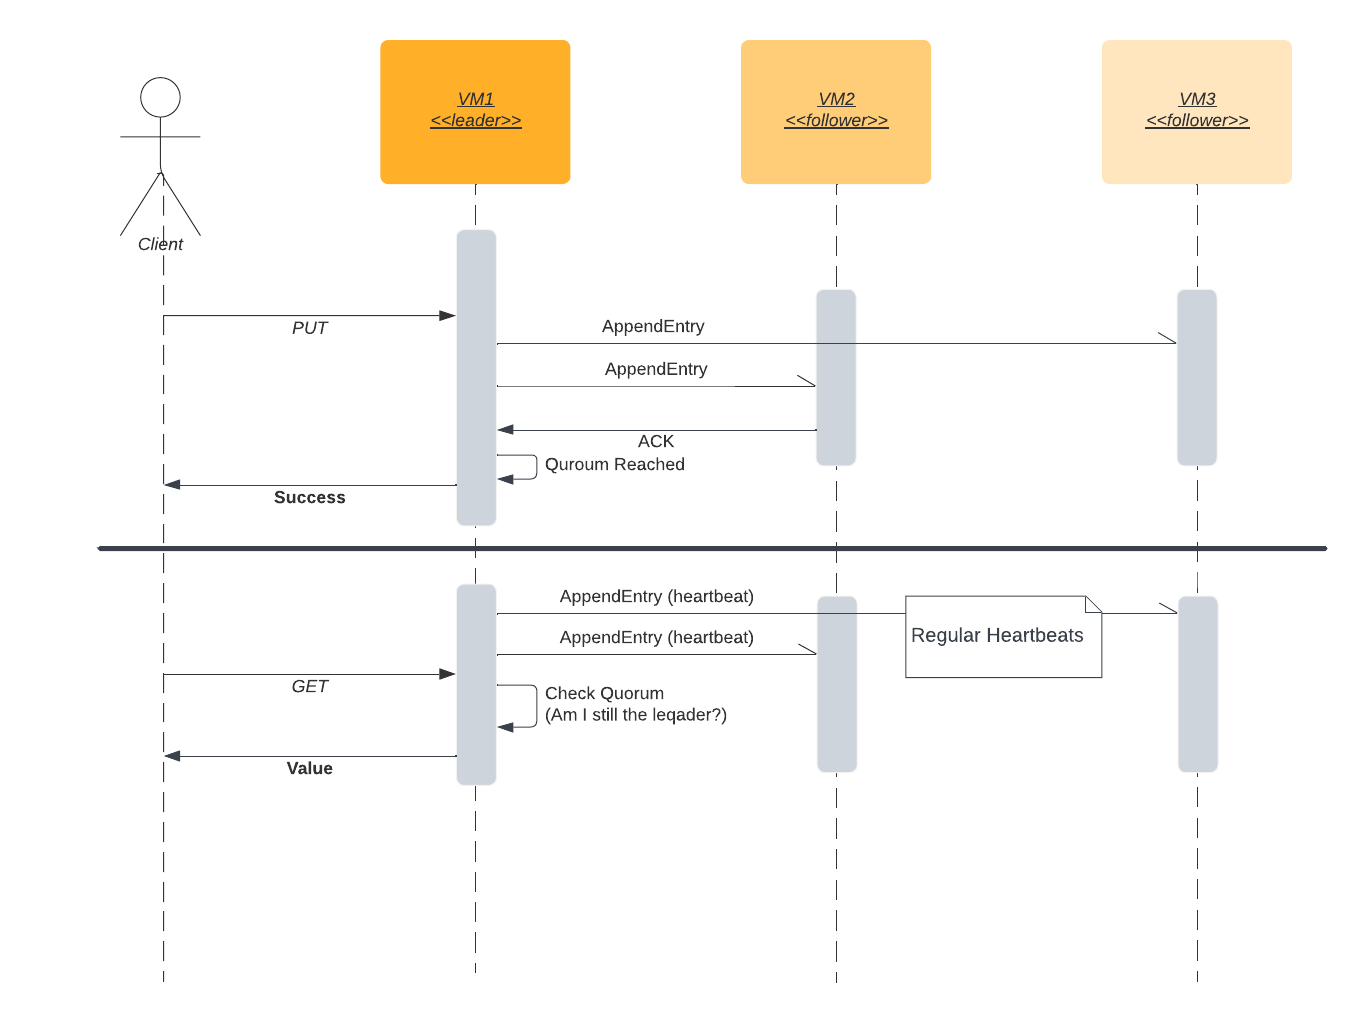 VM1
<<leader>>
VM2
<<follower>>
VM3
<<follower>>
Client
PUT
AppendEntry
AppendEntry
ACK
Quroum Reached
Success
AppendEntry (heartbeat)
Regular Heartbeats
AppendEntry (heartbeat)
GET
Check Quorum
(Am I still the leqader?)
Value